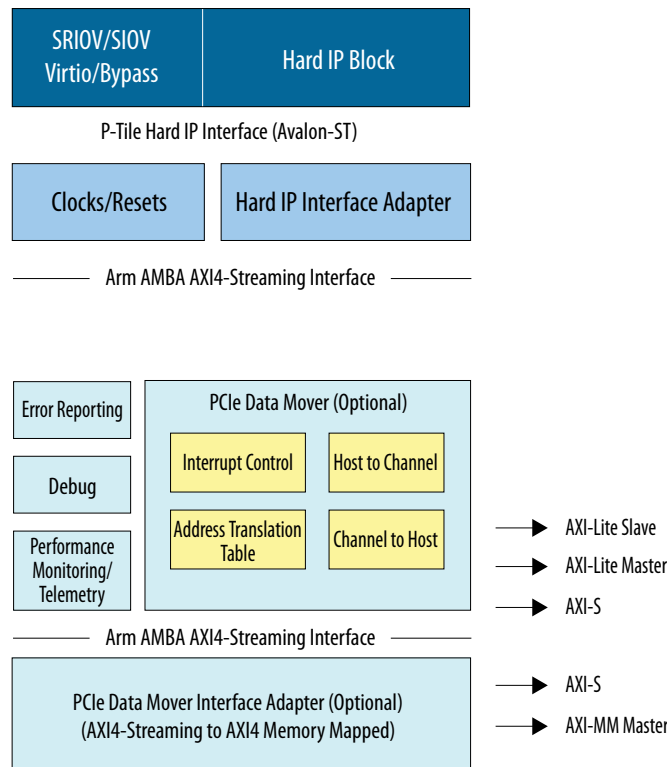 SRIOV/SIOV
Virtio/Bypass
Hard IP Block
P-Tile Hard IP Interface (Avalon-ST)
Clocks/Resets
Hard IP Interface Adapter
Arm AMBA AXI4-Streaming Interface
Error Reporting
Debug
Performance
Monitoring/
Telemetry
PCIe Data Mover (Optional)
Interrupt Control
Host to Channel
Address Translation
Table
Channel to Host
AXI-Lite Slave
AXI-Lite Master
AXI-S
Arm AMBA AXI4-Streaming Interface
PCIe Data Mover Interface Adapter (Optional)
(AXI4-Streaming to AXI4 Memory Mapped)
AXI-S
AXI-MM Master